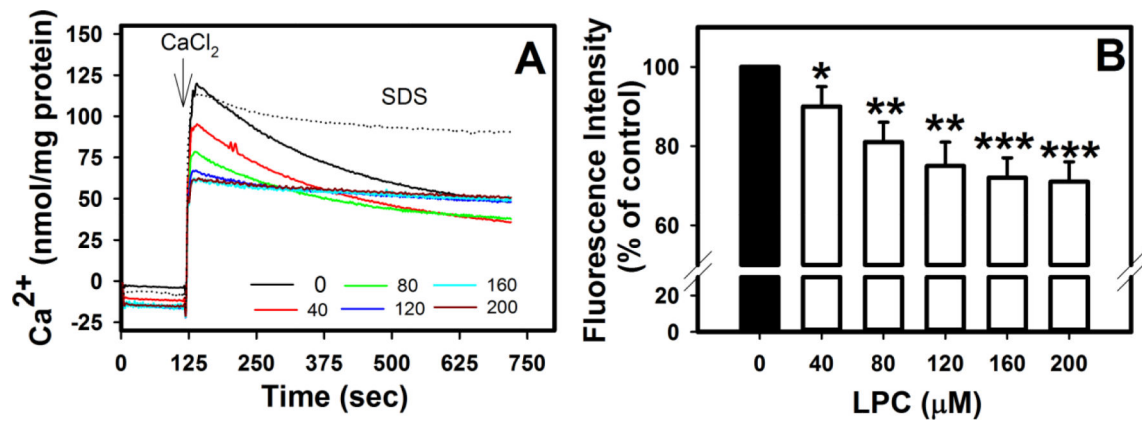 A
CaCl2
SDS
150
125
100
75
50
25
0
-25
Ca2+ (nmol/mg protein)
0 80 160
40 120 200
0 125 250 375 500 625 750
Time (sec)
B
Fluorescence Intensity
(% of control)
100
80
60
20
0
* ** ** *** ***
0 40 80 120 160 200
LPC (μM)